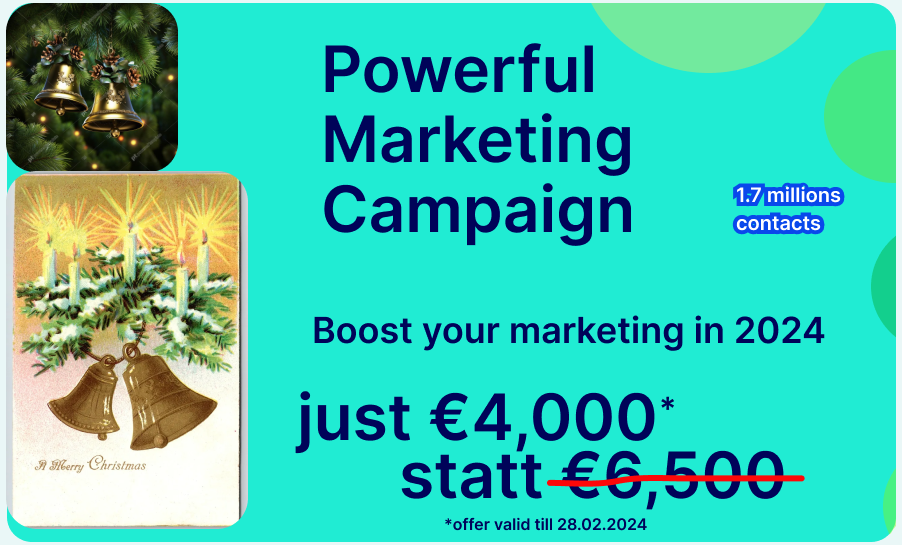 Powerful
Marketing
Campaign
1.7 millions
contacts
Boost your marketing in 2024
just €4,000*
statt €6,500
*offer valid till 28.02.2024
A Merry Christmas